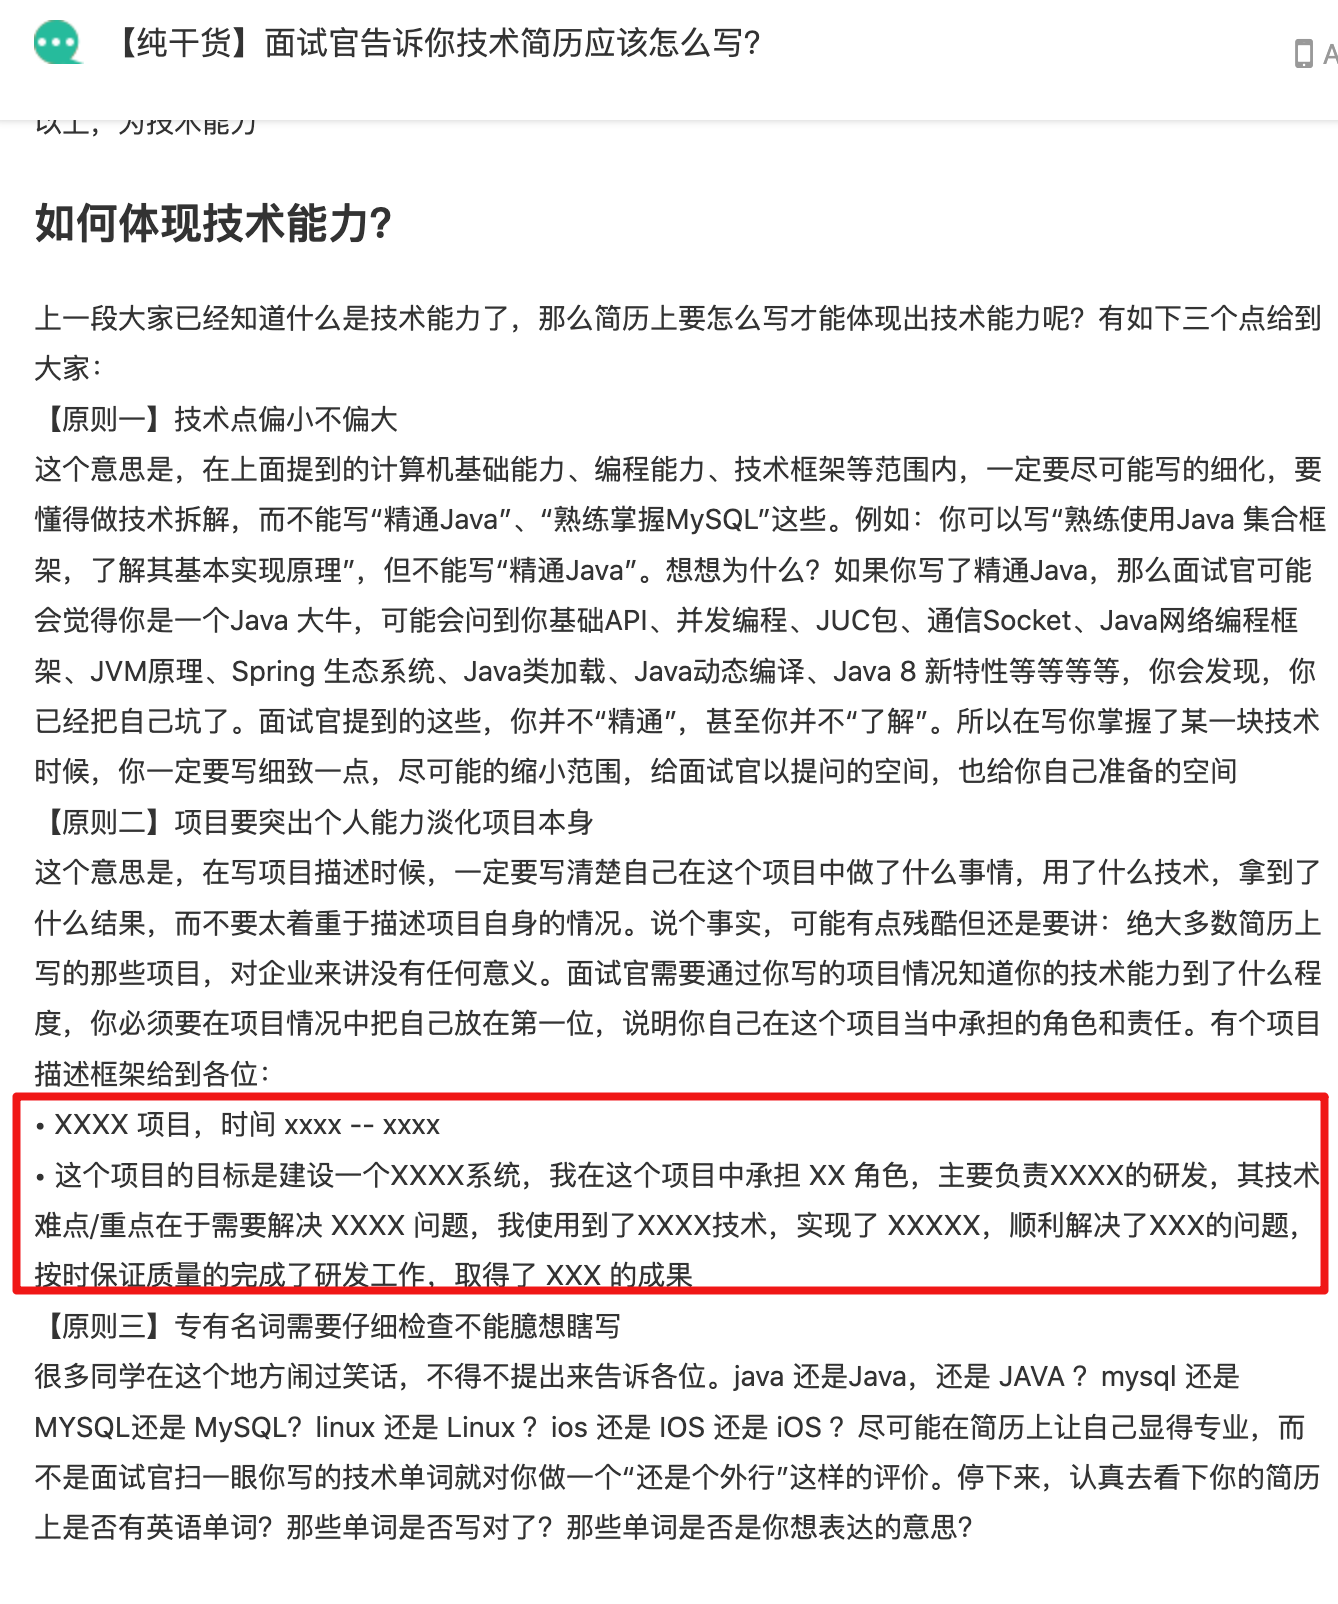 【纯干货】面试官告诉你技术简历应该怎么写?
A
以上，为技术能力
如何体现技术能力?
上一段大家已经知道什么是技术能力了，那么简历上要怎么写才能体现出技术能力呢？有如下三个点给到
大家：
【原则一】技术点偏小不偏大
这个意思是，在上面提到的计算机基础能力、编程能力、技术框架等范围内，一定要尽可能写的细化，要
懂得做技术拆解，而不能写“精通Java”、“熟练掌握MySQL”这些。例如：你可以写“熟练使用Java 集合框
架，了解其基本实现原理”，但不能写“精通Java”。想想为什么？如果你写了精通Java，那么面试官可能
会觉得你是一个Java 大牛，可能会问到你基础API、并发编程、JUC包、通信Socket、Java网络编程框
架、JVM原理、Spring 生态系统、Java类加载、Java动态编译、Java 8 新特性等等等等，你会发现，你
已经把自己坑了。面试官提到的这些，你并不“精通”，甚至你并不“了解”。所以在写你掌握了某一块技术
时候，你一定要写细致一点，尽可能的缩小范围，给面试官以提问的空间，也给你自己准备的空间
【原则二】项目要突出个人能力淡化项目本身
这个意思是，在写项目描述时候，一定要写清楚自己在这个项目中做了什么事情，用了什么技术，拿到了
什么结果，而不要太着重于描述项目自身的情况。说个事实，可能有点残酷但还是要讲：绝大多数简历上
写的那些项目，对企业来讲没有任何意义。面试官需要通过你写的项目情况知道你的技术能力到了什么程
度，你必须要在项目情况中把自己放在第一位，说明你自己在这个项目当中承担的角色和责任。有个项目
描述框架给到各位：
• XXXX 项目，时间 xxxx -- xxxx
• 这个项目的目标是建设一个XXXX系统，我在这个项目中承担 XX 角色，主要负责XXXX的研发，其技术
难点/重点在于需要解决 XXXX 问题，我使用到了XXXX技术，实现了 XXXXX，顺利解决了XXX的问题，
按时保证质量的完成了研发工作，取得了 XXX 的成果
【原则三】专有名词需要仔细检查不能臆想瞎写
很多同学在这个地方闹过笑话，不得不提出来告诉各位。java 还是Java，还是 JAVA ？mysql 还是
MYSQL还是 MySQL？linux 还是 Linux ？ios 还是 IOS 还是 iOS ？尽可能在简历上让自己显得专业，而
不是面试官扫一眼你写的技术单词就对你做一个“还是个外行”这样的评价。停下来，认真去看下你的简历
上是否有英语单词？那些单词是否写对了？那些单词是否是你想表达的意思？